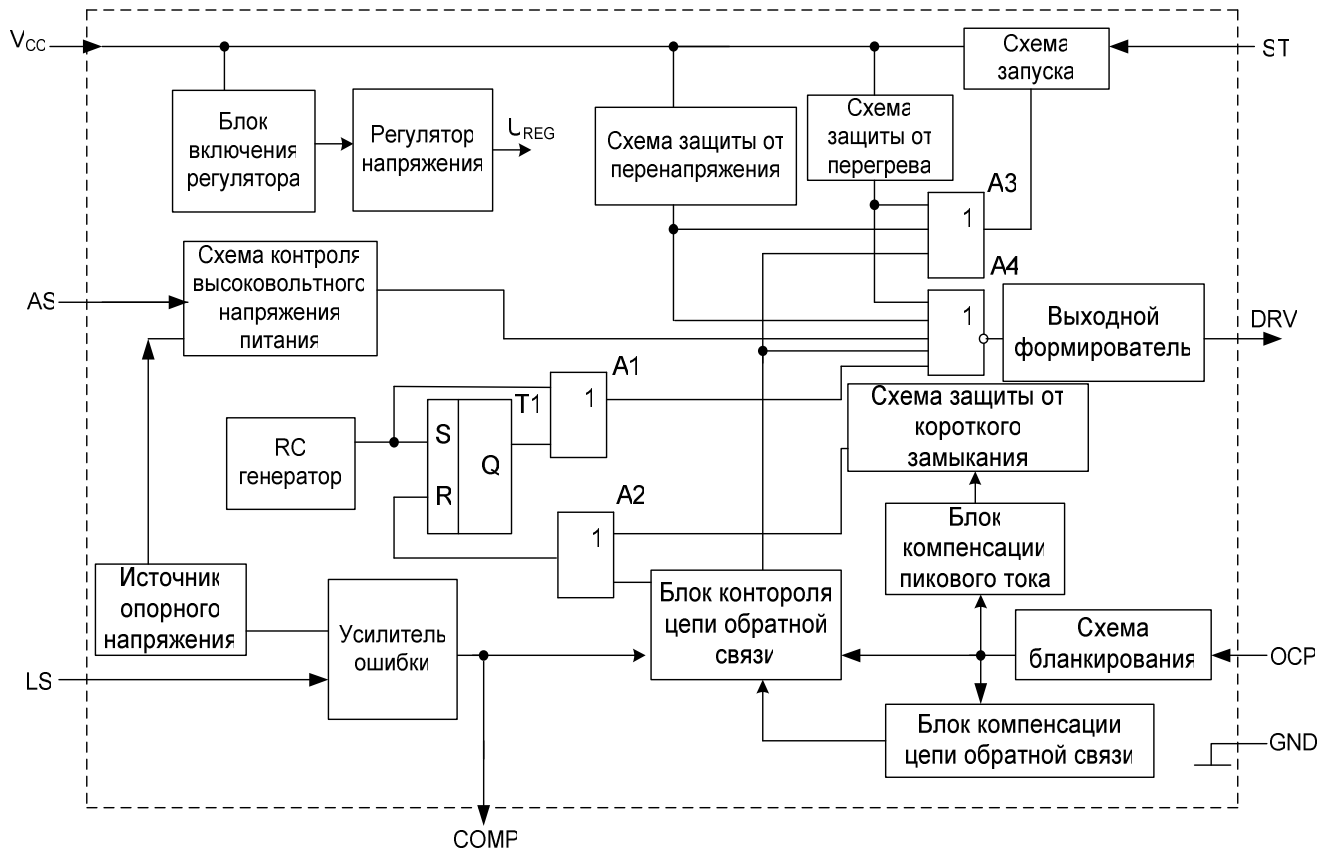 VCC
ST
Схема
запуска
Блок
включения
регулятора
Регулятор
напряжения
UREG
Схема защиты от
перенапряжения
Схема
защиты от
перегрева
A3
1
Схема контроля
высоковольтного
напряжения
питания
AS
A4
1
Выходной
формирователь
DRV
A1
1
T1
S
R
Q
RC
генератор
Схема защиты от
короткого
замыкания
A2
1
Блок
компенсации
пикового тока
Источник
опорного
напряжения
Усилитель
ошибки
Блок контороля
цепи обратной
связи
Схема
бланкирования
OCP
LS
Блок компенсации
цепи обратной связи
GND
COMP